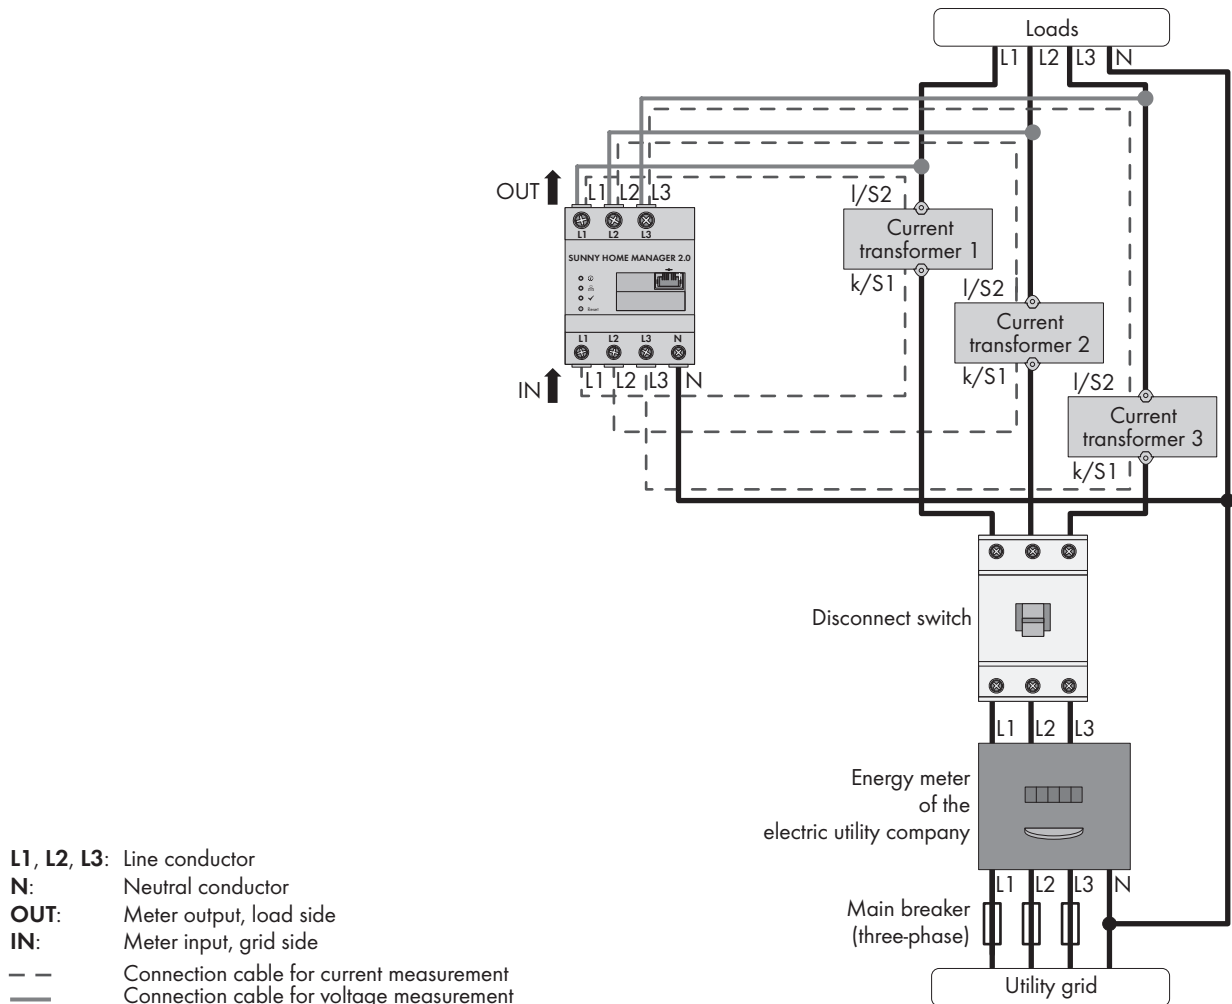 Loads
L1 L2 L3 N
OUT L1 L2 L3
L1 L2 L3
SUNNY HOME MANAGER 2.0
Reset
L1 L2 L3 N
IN L1 L2 L3 N
l/S2
Current
transformer 1
k/S1
l/S2
Current
transformer 2
k/S1
l/S2
Current
transformer 3
k/S1
Disconnect switch
L1 L2 L3
Energy meter
of the
electric utility company
L1 L2 L3 N
Main breaker
(three-phase)
Utility grid
L1, L2, L3: Line conductor
N: Neutral conductor
OUT: Meter output, load side
IN: Meter input, grid side
Connection cable for current measurement
Connection cable for voltage measurement